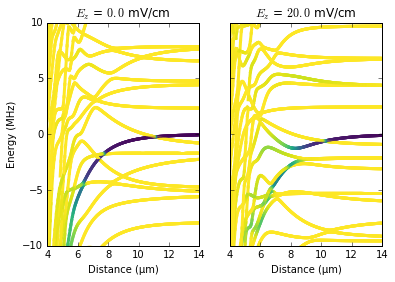 E_z = 0.0 mV/cm
E_z = 20.0 mV/cm
10
5
0
−5
−10
Energy (MHz)
4 6 8 10 12 14
4 6 8 10 12 14
Distance (μm)
Distance (μm)